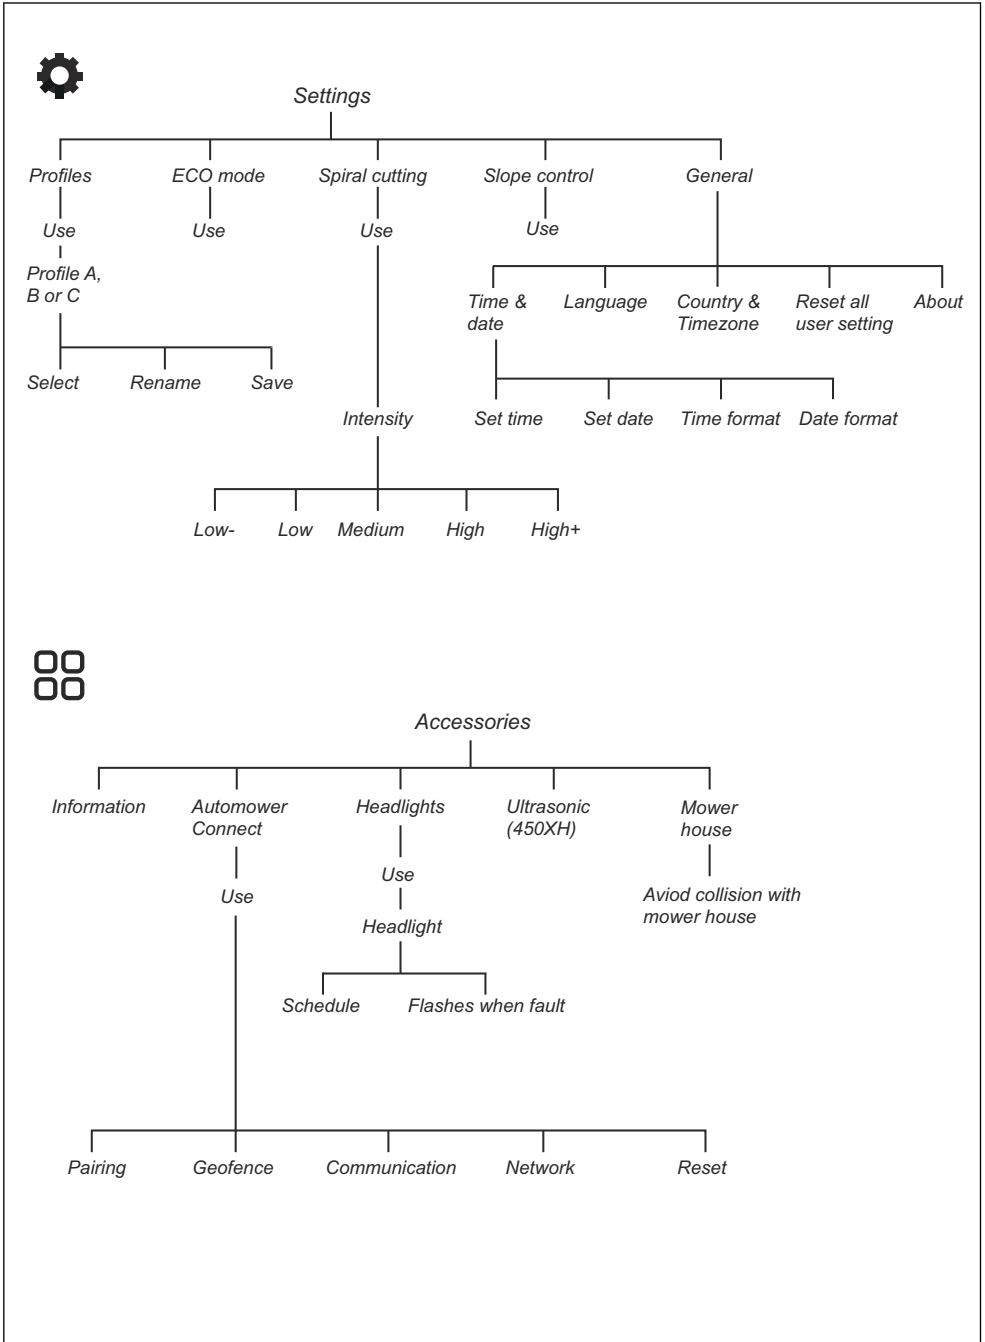 Settings
Profiles
ECO mode
Spiral cutting
Slope control
General
Use
Use
Use
Use
Profile A,
B or C
Time &
date
Language
Country &
Timezone
Reset all
user setting
About
Select
Rename
Save
Intensity
Set time
Set date
Time format
Date format
Low-
Low
Medium
High
High+
Accessories
Information
Automower
Connect
Headlights
Ultrasonic
(450XH)
Mower
house
Use
Use
Aviod collision with
mower house
Headlight
Schedule
Flashes when fault
Pairing
Geofence
Communication
Network
Reset